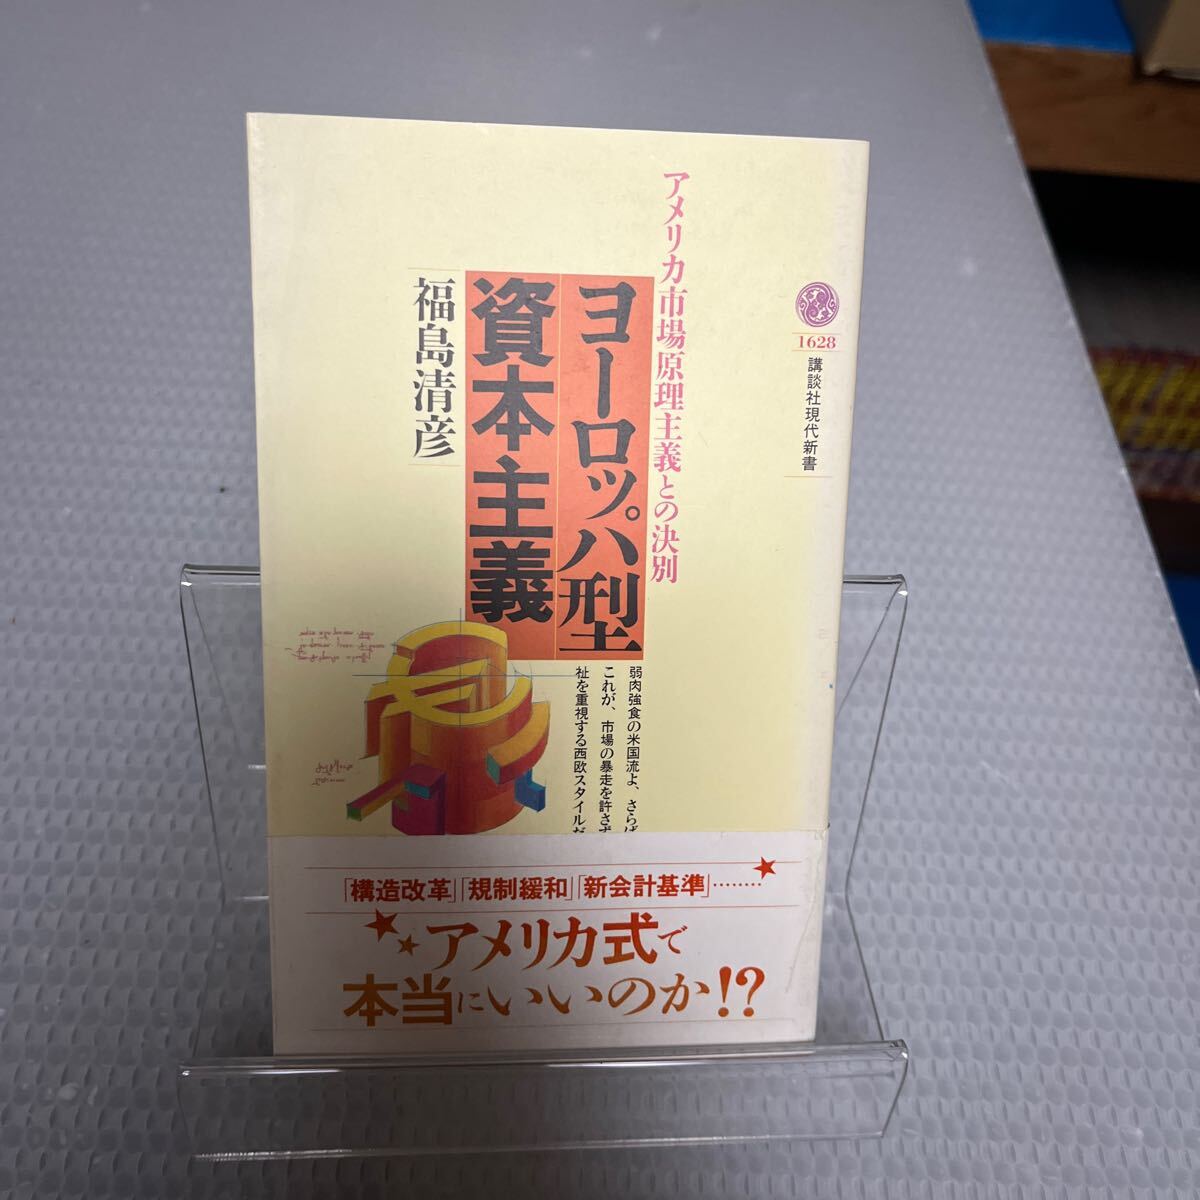 1628
講談社現代新書
アメリカ市場原理主義との決別
ヨーロッパ型
資本主義
福島清彦
弱肉強食の米国流よ、さらば
これが、市場の暴走を許さず
祉を重視する西欧スタイルだ
「構造改革」「規制緩和」「新会計基準」………
アメリカ式で
本当にいいのか!?